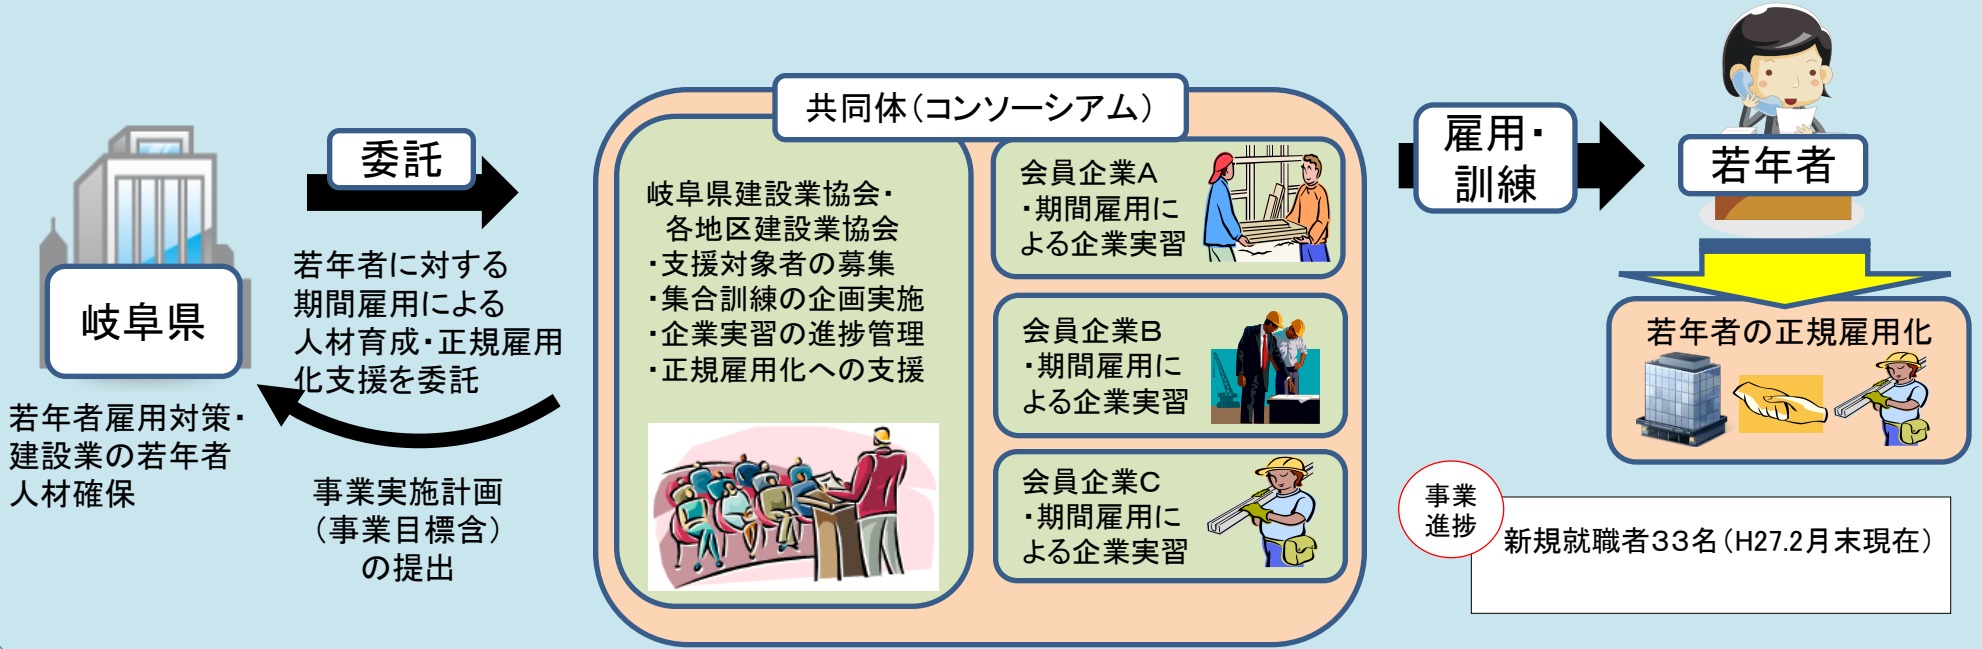 岐阜県
若年者雇用対策・
建設業の若年者
人材確保
委託
若年者に対する
期間雇用による
人材育成・正規雇用
化支援を委託
事業実施計画
（事業目標含）
の提出
共同体（コンソーシアム）
岐阜県建設業協会・
各地区建設業協会
・支援対象者の募集
・集合訓練の企画実施
・企業実習の進捗管理
・正規雇用化への支援
会員企業Ａ
・期間雇用に
よる企業実習
会員企業Ｂ
・期間雇用に
よる企業実習
会員企業Ｃ
・期間雇用に
よる企業実習
雇用・
訓練
若年者
若年者の正規雇用化
事業
進捗
新規就職者３３名（H27.2月末現在）